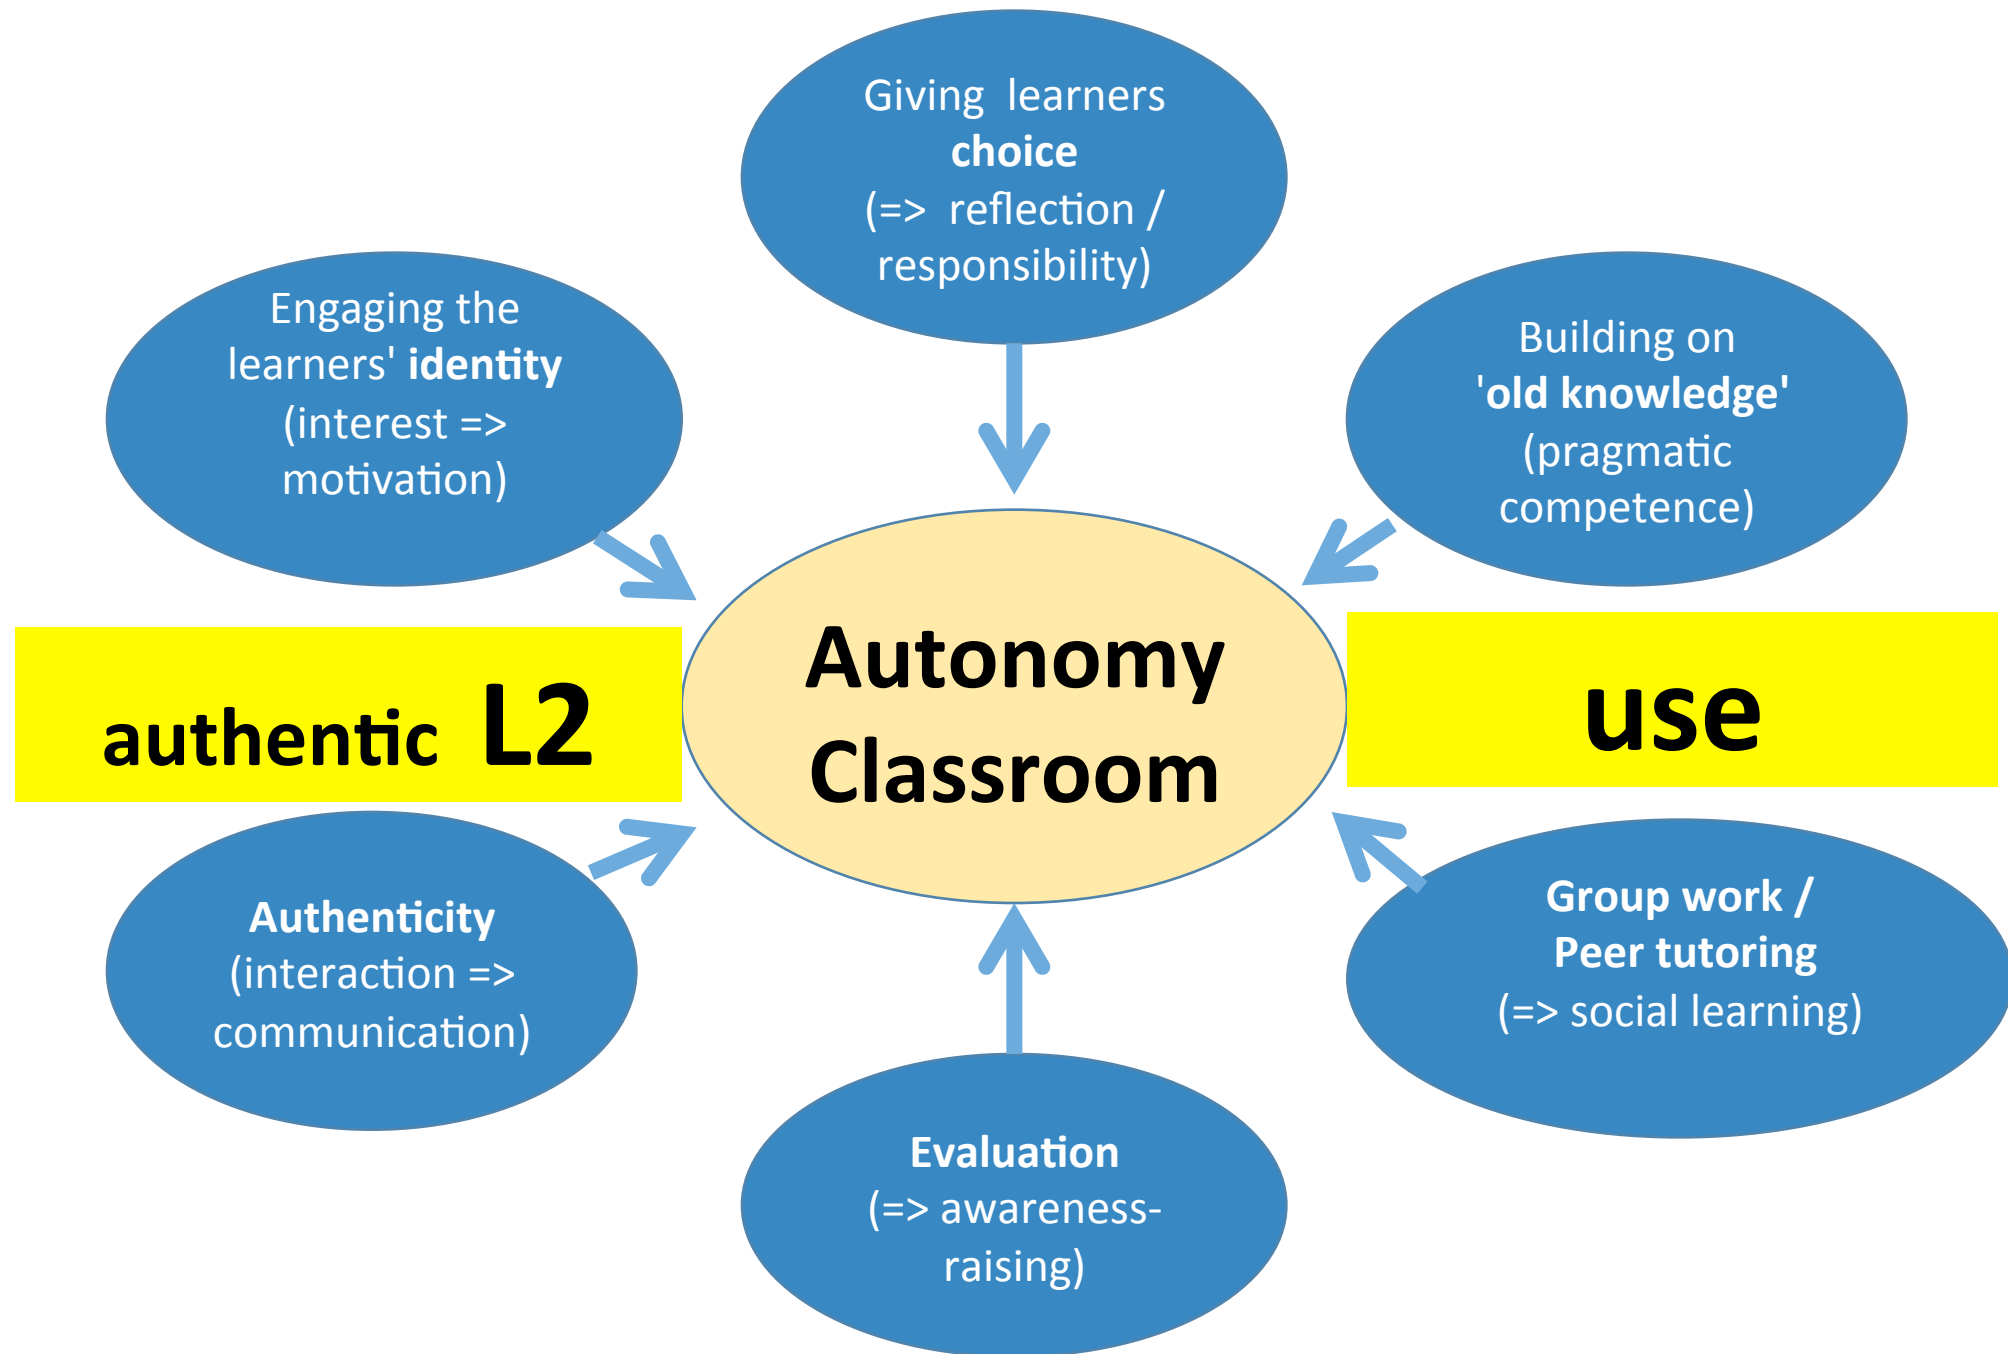 Giving learners
choice
(=> reflection /
responsibility)
Engaging the
learners' identity
(interest =>
motivation)
Building on
'old knowledge'
(pragmatic
competence)
authentic L2
Autonomy
Classroom
use
Authenticity
(interaction =>
communication)
Group work /
Peer tutoring
(=> social learning)
Evaluation
(=> awareness-
raising)